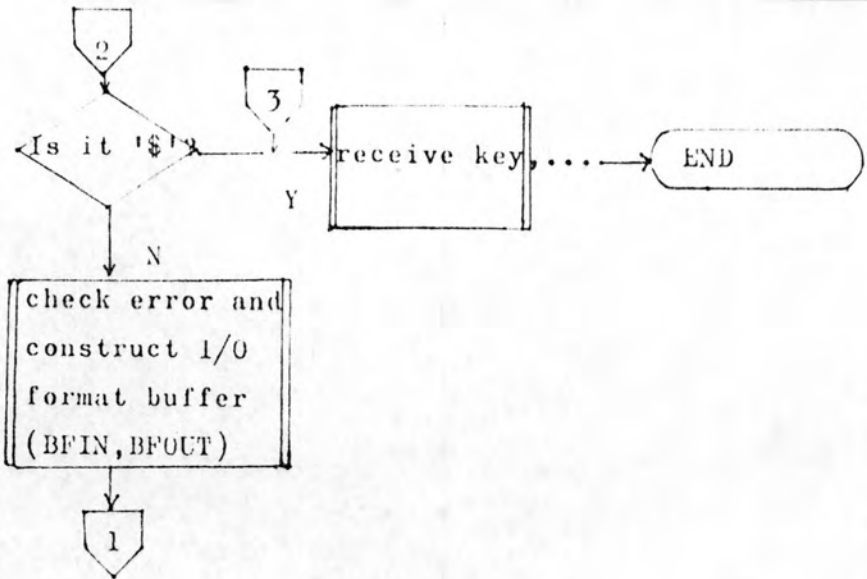 2
3
Is it '$'?
receive key,....
END
Y
N
check error and
construct I/O
format buffer
(BFIN,BFOUT)
1